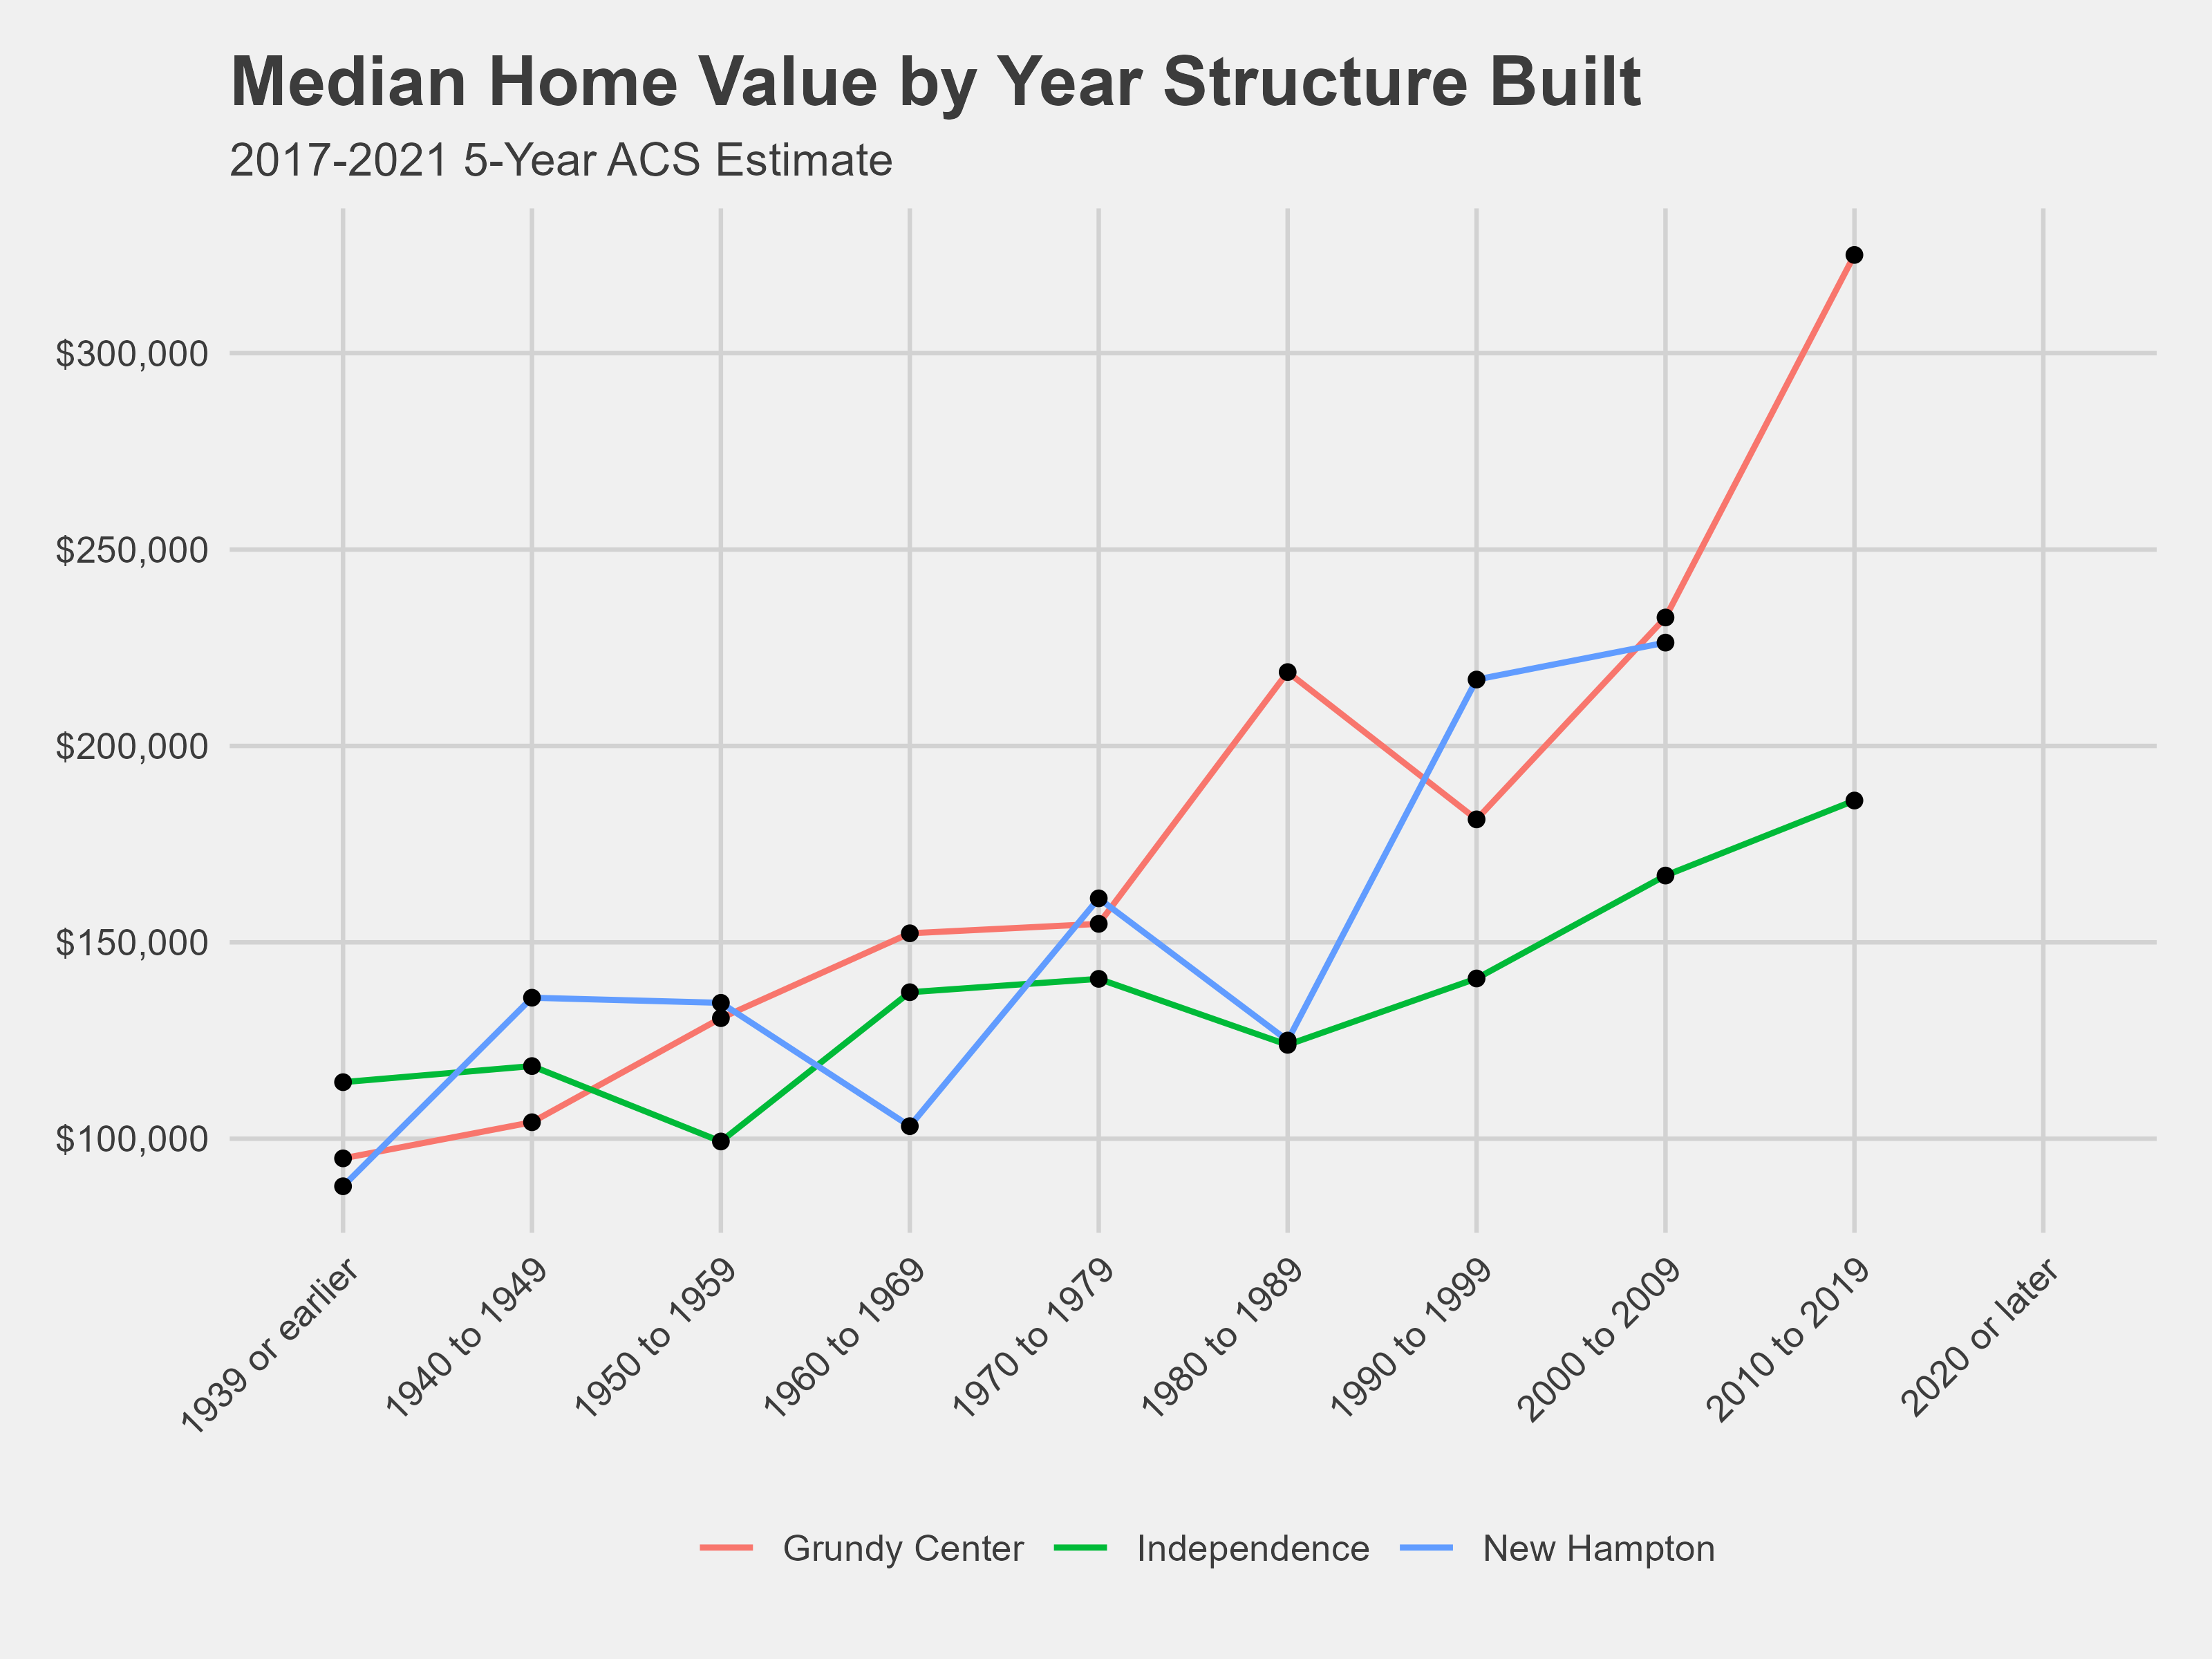 Median Home Value by Year Structure Built
2017-2021 5-Year ACS Estimate
$300,000
$250,000
$200,000
$150,000
$100,000
1939 or earlier
1940 to 1949
1950 to 1959
1960 to 1969
1970 to 1979
1980 to 1989
1990 to 1999
2000 to 2009
2010 to 2019
2020 or later
Grundy Center Independence New Hampton